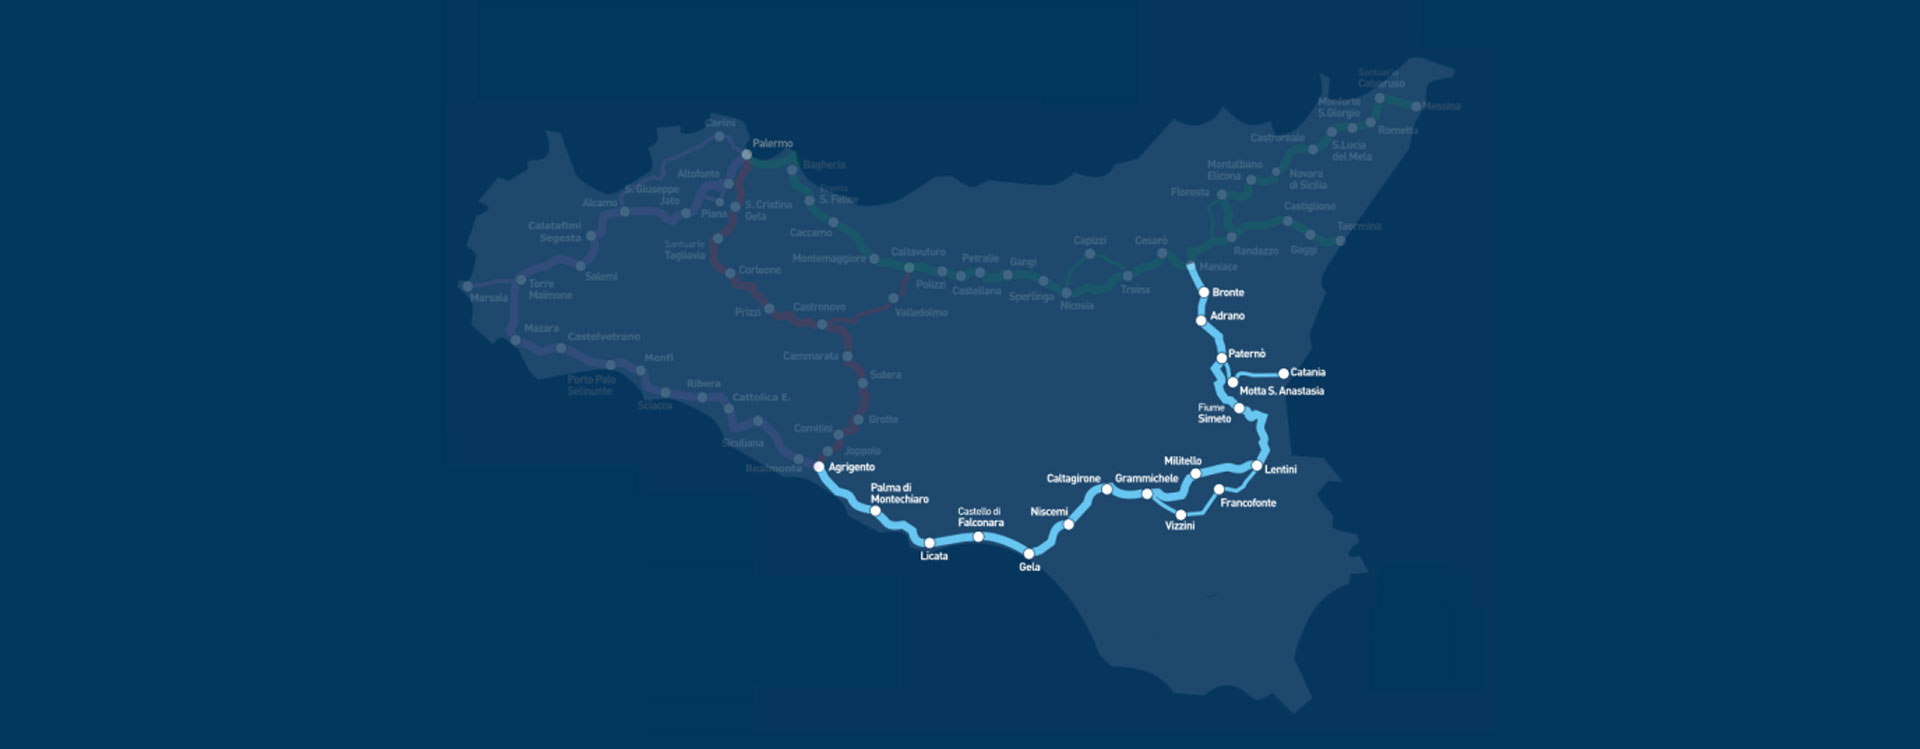 Santuario
Calvaruso
Messina
Monforte
S.Giorgio
Rometta
Castroreale
S.Lucia
del Mela
Carini
Palermo
Bagheria
Montalbano
Elicona
Novara
di Sicilia
Altofonte
S. Giuseppe
Jato
Eremo
S. Felice
Floresta
Alcamo
Piana
S. Cristina
Gela
Castiglione
Calatafimi
Segesta
Caccamo
Taormina
Santuario
Tagliavia
Capizzi
Cesarò
Randazzo
Gaggi
Montemaggiore
Caltavuturo
Petralie
Gangi
Maniace
Salemi
Corleone
Polizzi
Castellana
Sperlinga
Nicosia
Troina
Torre
Maimone
Marsala
Bronte
Prizzi
Castronovo
Valledolmo
Adrano
Mazara
Castelvetrano
Menfi
Cammarata
Paternò
Catania
Porto Palo
Selinunte
Ribera
Sutera
Motta S. Anastasia
Sciacca
Cattolica E.
Fiume
Simeto
Siculiana
Comitini
Grotte
Joppolo
Realmonte
Agrigento
Militello
Lentini
Palma di
Montechiaro
Caltagirone
Grammichele
Francofonte
Castello di
Falconara
Niscemi
Vizzini
Licata
Gela